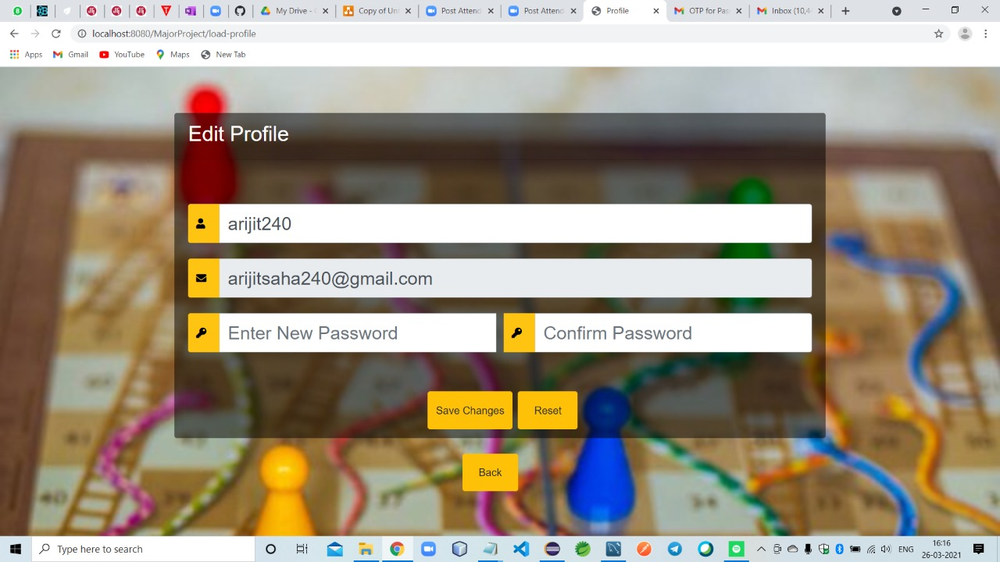 8
My Drive -
Copy of Un
Post Attend
Post Attend
Profile
OTP for Pas
Inbox (10,4
localhost:8080/MajorProject/load-profile
Apps
Gmail
YouTube
Maps
New Tab
Edit Profile
arijit240
arijitsaha240@gmail.com
Enter New Password
Confirm Password
Save Changes
Reset
Back
Type here to search
ENG
16:16
26-03-2021